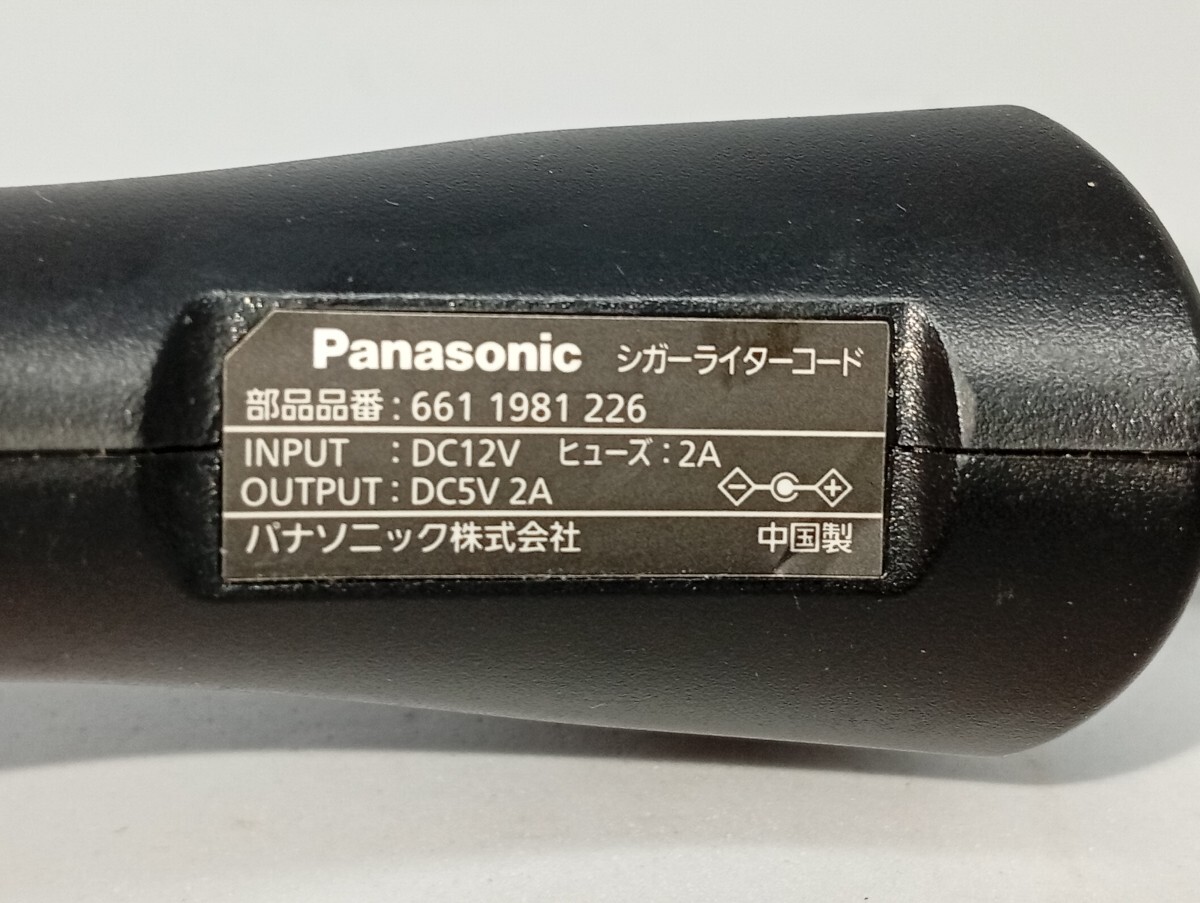 Panasonic シガーライターコード
部品品番 : 661 1981 226
INPUT : DC12V ヒューズ : 2A
OUTPUT : DC5V 2A
パナソニック株式会社 中国製